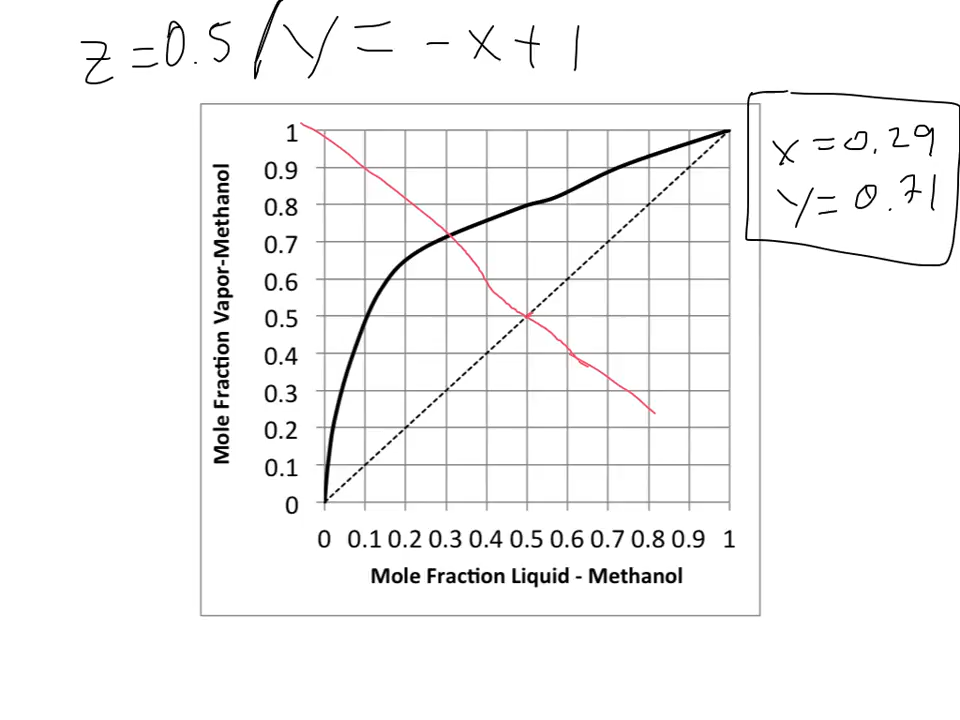 z=0.5 / y = -x+1
x=0.29
y=0.71
Mole Fraction Vapor-Methanol
1
0.9
0.8
0.7
0.6
0.5
0.4
0.3
0.2
0.1
0
0 0.1 0.2 0.3 0.4 0.5 0.6 0.7 0.8 0.9 1
Mole Fraction Liquid - Methanol